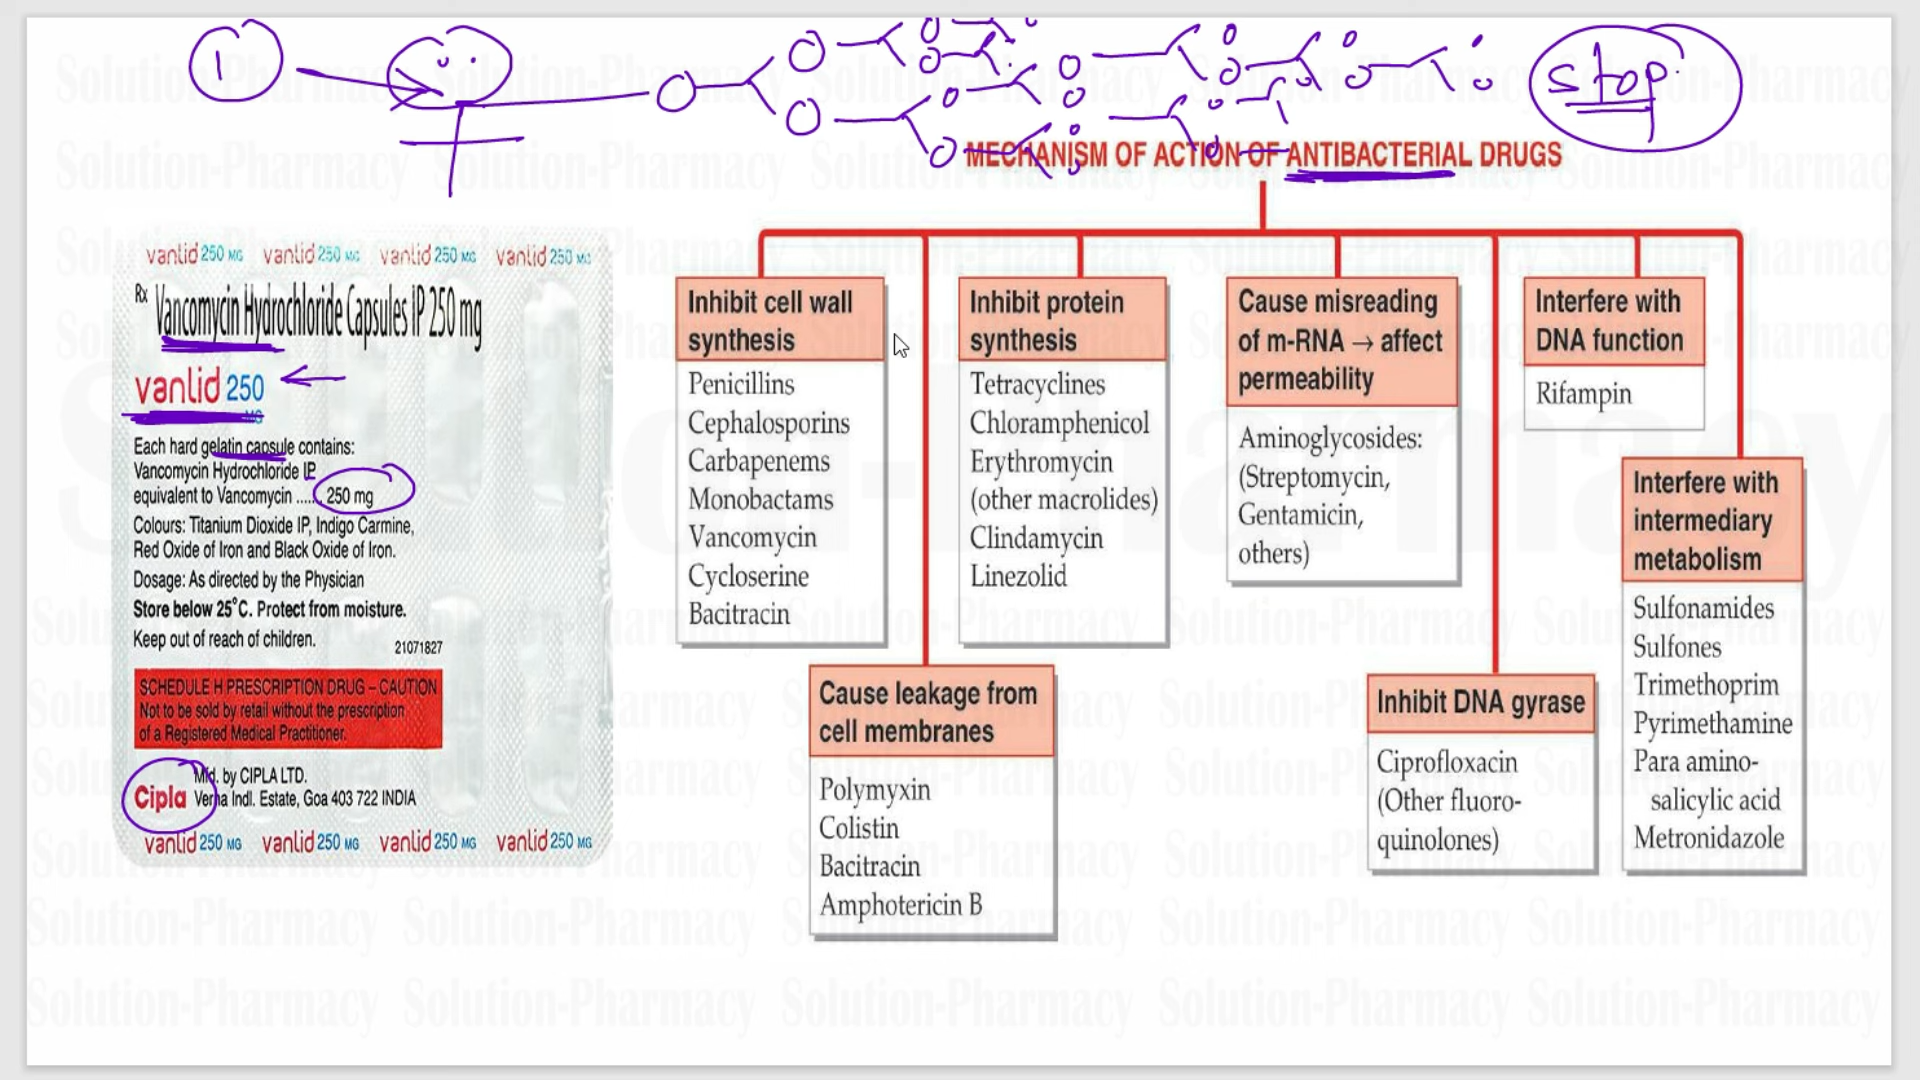 1
stop
MECHANISM OF ACTION OF ANTIBACTERIAL DRUGS
vanlid 250 MG vanlid 250 MG vanlid 250 MG vanlid 250 MG
Rx Vancomycin Hydrochloride Capsules IP 250 mg
vanlid 250
MG
Each hard gelatin capsule contains:
Vancomycin Hydrochloride IP
equivalent to Vancomycin ...... 250 mg
Colours: Titanium Dioxide IP, Indigo Carmine,
Red Oxide of Iron and Black Oxide of Iron.
Dosage: As directed by the Physician
Store below 25°C. Protect from moisture.
Keep out of reach of children.
21071827
SCHEDULE H PRESCRIPTION DRUG – CAUTION
Not to be sold by retail without the prescription
of a Registered Medical Practitioner.
Cipla
Mfd. by CIPLA LTD.
Verna Indl. Estate, Goa 403 722 INDIA
vanlid 250 MG vanlid 250 MG vanlid 250 MG vanlid 250 MG
Inhibit cell wall
synthesis
Penicillins
Cephalosporins
Carbapenems
Monobactams
Vancomycin
Cycloserine
Bacitracin
Cause leakage from
cell membranes
Polymyxin
Colistin
Bacitracin
Amphotericin B
Inhibit protein
synthesis
Tetracyclines
Chloramphenicol
Erythromycin
(other macrolides)
Clindamycin
Linezolid
Cause misreading
of m-RNA → affect
permeability
Aminoglycosides:
(Streptomycin,
Gentamicin,
others)
Inhibit DNA gyrase
Ciprofloxacin
(Other fluoro-
quinolones)
Interfere with
DNA function
Rifampin
Interfere with
intermediary
metabolism
Sulfonamides
Sulfones
Trimethoprim
Pyrimethamine
Para amino-
salicylic acid
Metronidazole
Solution-Pharmacy